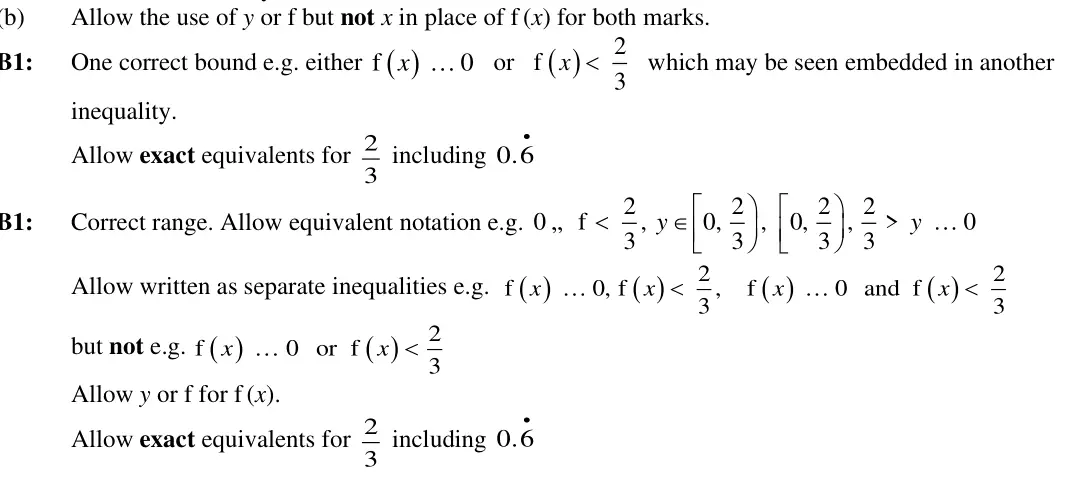 (b) Allow the use of y or f but not x in place of f (x) for both marks.
B1: One correct bound e.g. either f(x) …0 or f(x)< 2/3 which may be seen embedded in another
inequality.
Allow exact equivalents for 2/3 including 0.6̇
B1: Correct range. Allow equivalent notation e.g. 0 „ f < 2/3, y∈[0, 2/3), [0, 2/3), 2/3 > y …0
Allow written as separate inequalities e.g. f(x) …0, f(x)< 2/3, f(x) …0 and f(x)< 2/3
but not e.g. f(x) …0 or f(x)< 2/3
Allow y or f for f (x).
Allow exact equivalents for 2/3 including 0.6̇